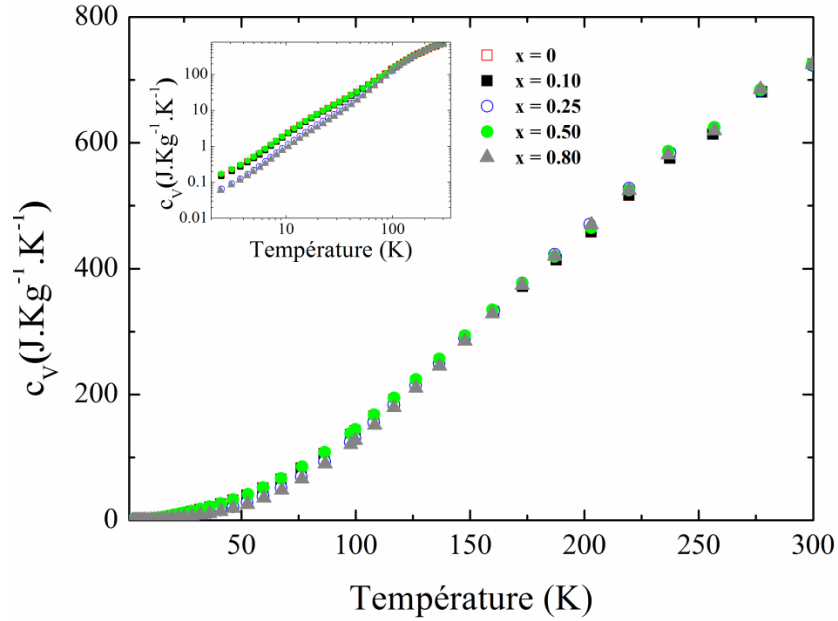 800
600
400
200
0
c_V(J.Kg^-1.K^-1)
50
100
150
200
250
300
Température (K)
100
10
1
0.1
0.01
c_V(J.Kg^-1.K^-1)
10
100
Température (K)
x = 0
x = 0.10
x = 0.25
x = 0.50
x = 0.80